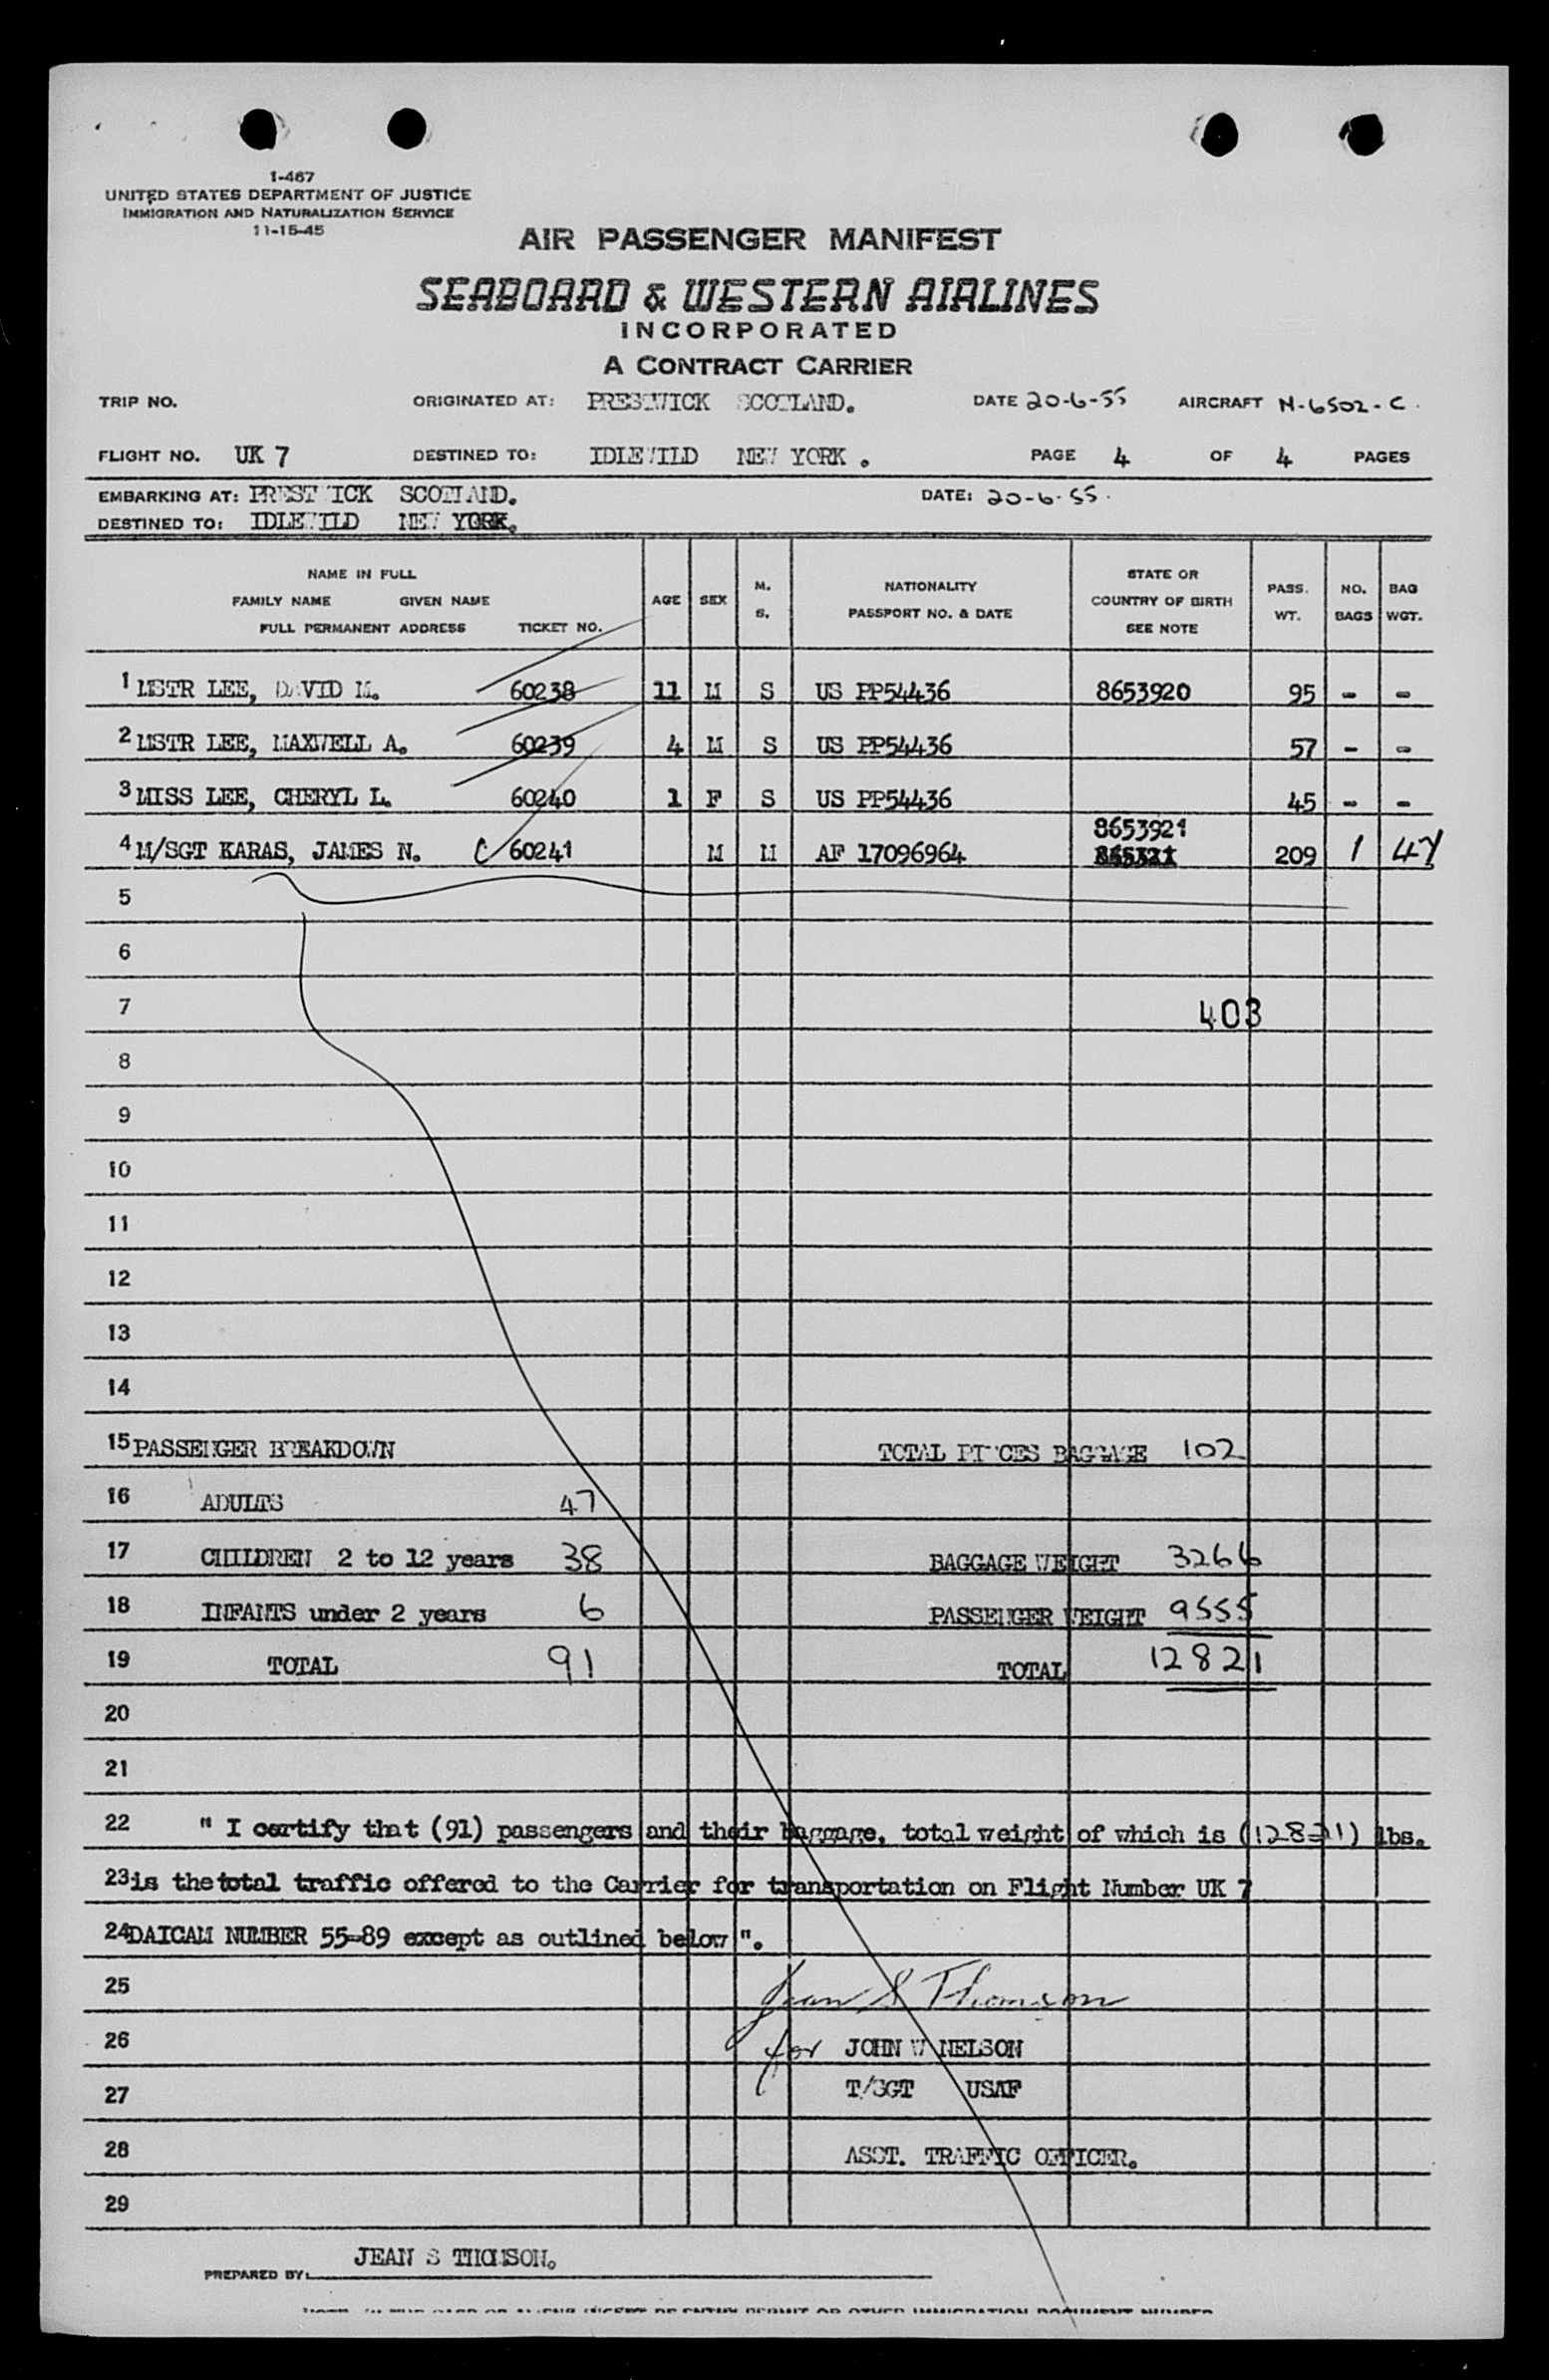 1-467
UNITED STATES DEPARTMENT OF JUSTICE
IMMIGRATION AND NATURALIZATION SERVICE
11-15-45
AIR PASSENGER MANIFEST
SEABOARD & WESTERN AIRLINES
INCORPORATED
A CONTRACT CARRIER
TRIP NO. ORIGINATED AT: PRESTWICK SCOTLAND. DATE 20-6-55 AIRCRAFT N-6502-C.
FLIGHT NO. UK 7 DESTINED TO: IDLEWILD NEW YORK. PAGE 4 OF 4 PAGES
EMBARKING AT: PRESTWICK SCOTLAND. DATE: 20-6-55.
DESTINED TO: IDLEWILD NEW YORK.
NAME IN FULL
FAMILY NAME GIVEN NAME
FULL PERMANENT ADDRESS TICKET NO.
AGE SEX M. S. NATIONALITY PASSPORT NO. & DATE STATE OR COUNTRY OF BIRTH SEE NOTE PASS. WT. NO. BAGS BAG WGT.
1 MSTR LEE, DAVID M. 60238 11 M S US PP54436 8653920 95 - -
2 MSTR LEE, MAXWELL A. 60239 4 M S US PP54436 57 - -
3 MISS LEE, CHERYL L. 60240 1 F S US PP54436 45 - -
8653921
4 M/SGT KARAS, JAMES N. C 60241 M M AF 17096964 209 1 47
5
6
7 403
8
9
10
11
12
13
14
15 PASSENGER BREAKDOWN TOTAL PIECES BAGGAGE 102
16 ADULTS 47
17 CHILDREN 2 to 12 years 38 BAGGAGE WEIGHT 3266
18 INFANTS under 2 years 6 PASSENGER WEIGHT 9555
19 TOTAL 91 TOTAL 12821
20
21
22 " I certify that (91) passengers and their baggage, total weight of which is (12821) lbs.
23 is the total traffic offered to the Carrier for transportation on Flight Number UK 7
24 DAICAM NUMBER 55-89 except as outlined below ".
25 Jean S Thomson
26 for JOHN W NELSON
27 T/SGT USAF
28 ASST. TRAFFIC OFFICER.
29
PREPARED BY: JEAN S THOMSON.